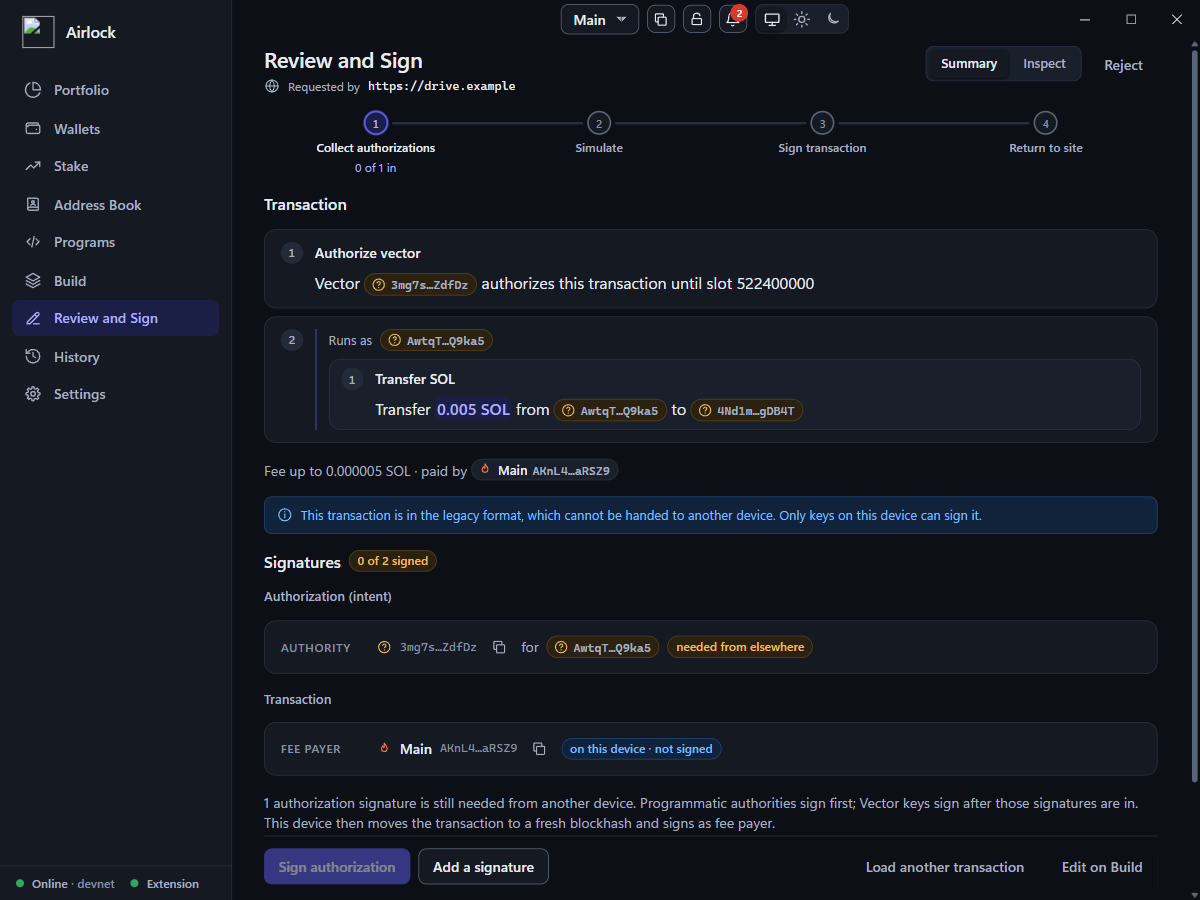 Airlock
Main
2
Portfolio
Wallets
Stake
Address Book
Programs
Build
Review and Sign
History
Settings
Online · devnet
Extension
Review and Sign
Requested by https://drive.example
Summary
Inspect
Reject
1
2
3
4
Collect authorizations
Simulate
Sign transaction
Return to site
0 of 1 in
Transaction
1 Authorize vector
Vector 3mg7s…ZdfDz authorizes this transaction until slot 522400000
2 Runs as AwtqT…Q9ka5
1 Transfer SOL
Transfer 0.005 SOL from AwtqT…Q9ka5 to 4Nd1m…gDB4T
Fee up to 0.000005 SOL · paid by Main AKnL4…aRSZ9
This transaction is in the legacy format, which cannot be handed to another device. Only keys on this device can sign it.
Signatures 0 of 2 signed
Authorization (intent)
AUTHORITY 3mg7s…ZdfDz for AwtqT…Q9ka5 needed from elsewhere
Transaction
FEE PAYER Main AKnL4…aRSZ9 on this device · not signed
1 authorization signature is still needed from another device. Programmatic authorities sign first; Vector keys sign after those signatures are in.
This device then moves the transaction to a fresh blockhash and signs as fee payer.
Sign authorization
Add a signature
Load another transaction
Edit on Build